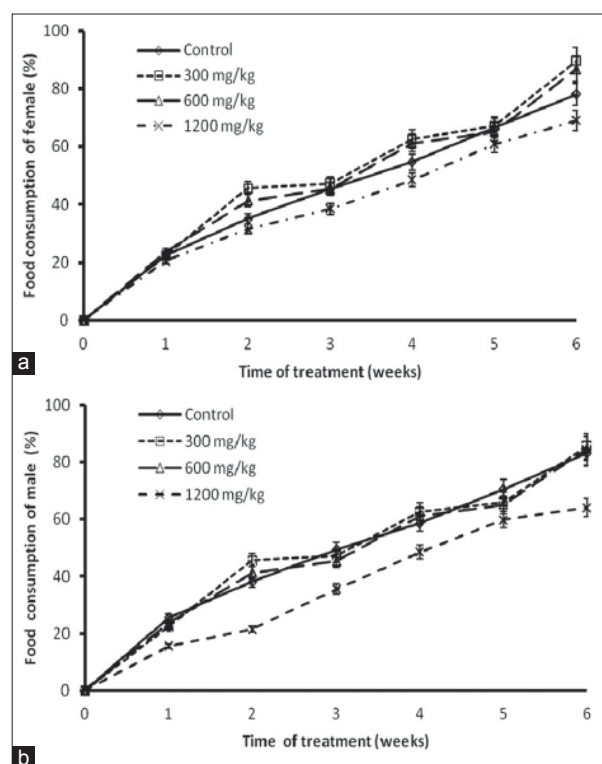 100
80
60
40
20
0
Food consumption of female (%)
Control
300 mg/kg
600 mg/kg
1200 mg/kg
0 1 2 3 4 5 6
Time of treatment (weeks)
a
100
80
60
40
20
0
Food consumption of male (%)
Control
300 mg/kg
600 mg/kg
1200 mg/kg
0 1 2 3 4 5 6
Time of treatment (weeks)
b